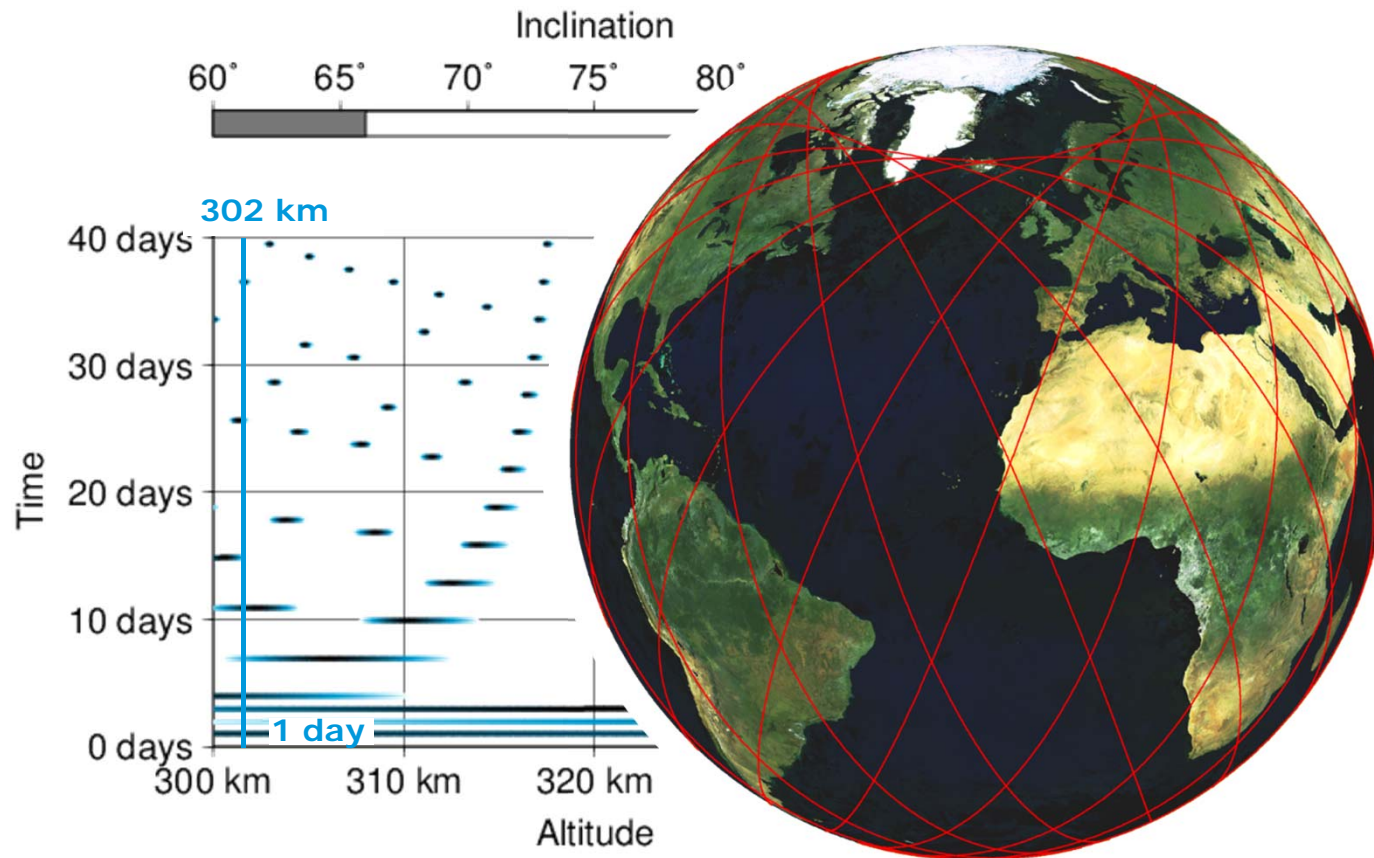 Inclination
60° 65° 70° 75° 80°
302 km
40 days
30 days
20 days
10 days
0 days
Time
1 day
300 km 310 km 320 km
Altitude